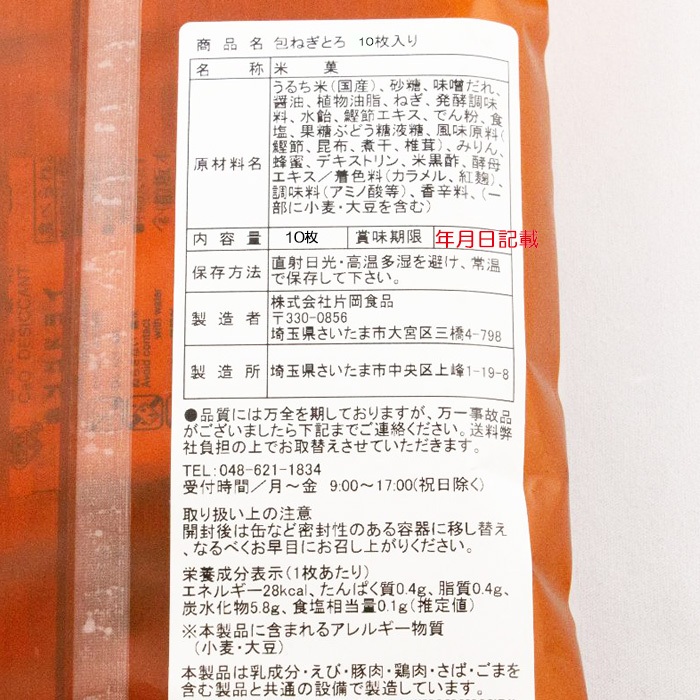 商品名 包ねぎとろ 10枚入り
名称 米菓
原材料名 うるち米(国産)、砂糖、味噌だれ、
醤油、植物油脂、ねぎ、発酵調味
料、水飴、鰹節エキス、でん粉、食
塩、果糖ぶどう糖液糖、風味原料(
鰹節、昆布、煮干、椎茸)、みりん、
蜂蜜、デキストリン、米黒酢、酵母
エキス/着色料(カラメル、紅麹)、
調味料(アミノ酸等)、香辛料、(一
部に小麦・大豆を含む)
内容量 10枚 賞味期限 年月日記載
保存方法 直射日光・高温多湿を避け、常温
で保存して下さい。
製造者 株式会社片岡食品
〒330-0856
埼玉県さいたま市大宮区三橋4-798
製造所 埼玉県さいたま市中央区上峰1-19-8
●品質には万全を期しておりますが、万一事故品
がございましたら下記までご連絡ください。送料弊
社負担の上でお取替えさせていただきます。
TEL:048-621-1834
受付時間/月~金 9:00~17:00(祝日除く)
取り扱い上の注意
開封後は缶など密封性のある容器に移し替え
、なるべくお早目にお召し上がりください。
栄養成分表示(1枚あたり)
エネルギー28kcal、たんぱく質0.4g、脂質0.4g、
炭水化物5.8g、食塩相当量0.1g(推定値)
※本製品に含まれるアレルギー物質
(小麦・大豆)
本製品は乳成分・えび・豚肉・鶏肉・さば・ごまを
含む製品と共通の設備で製造しています。
CaO DESICCANT
Avoid contact
with water